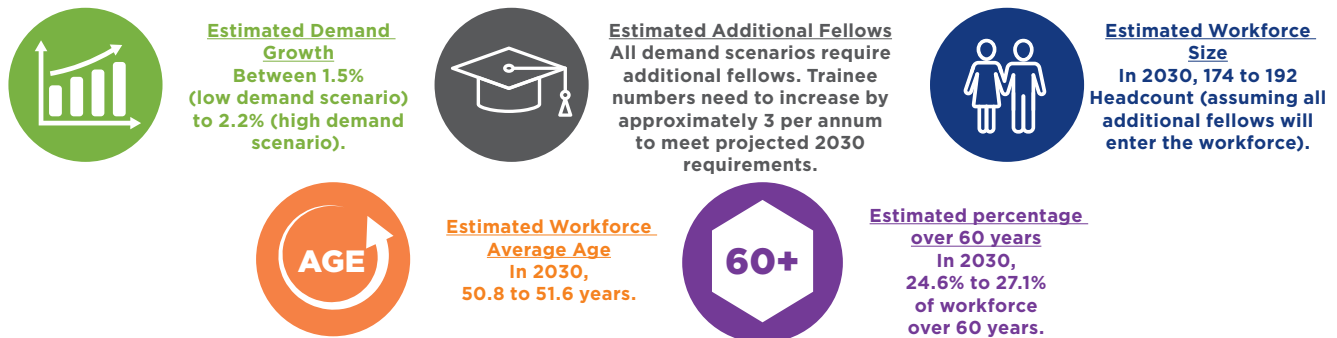 Estimated Demand
Growth
Between 1.5%
(low demand scenario)
to 2.2% (high demand
scenario).
Estimated Additional Fellows
All demand scenarios require
additional fellows. Trainee
numbers need to increase by
approximately 3 per annum
to meet projected 2030
requirements.
Estimated Workforce
Size
In 2030, 174 to 192
Headcount (assuming all
additional fellows will
enter the workforce).
AGE
Estimated Workforce
Average Age
In 2030,
50.8 to 51.6 years.
60+
Estimated percentage
over 60 years
In 2030,
24.6% to 27.1%
of workforce
over 60 years.